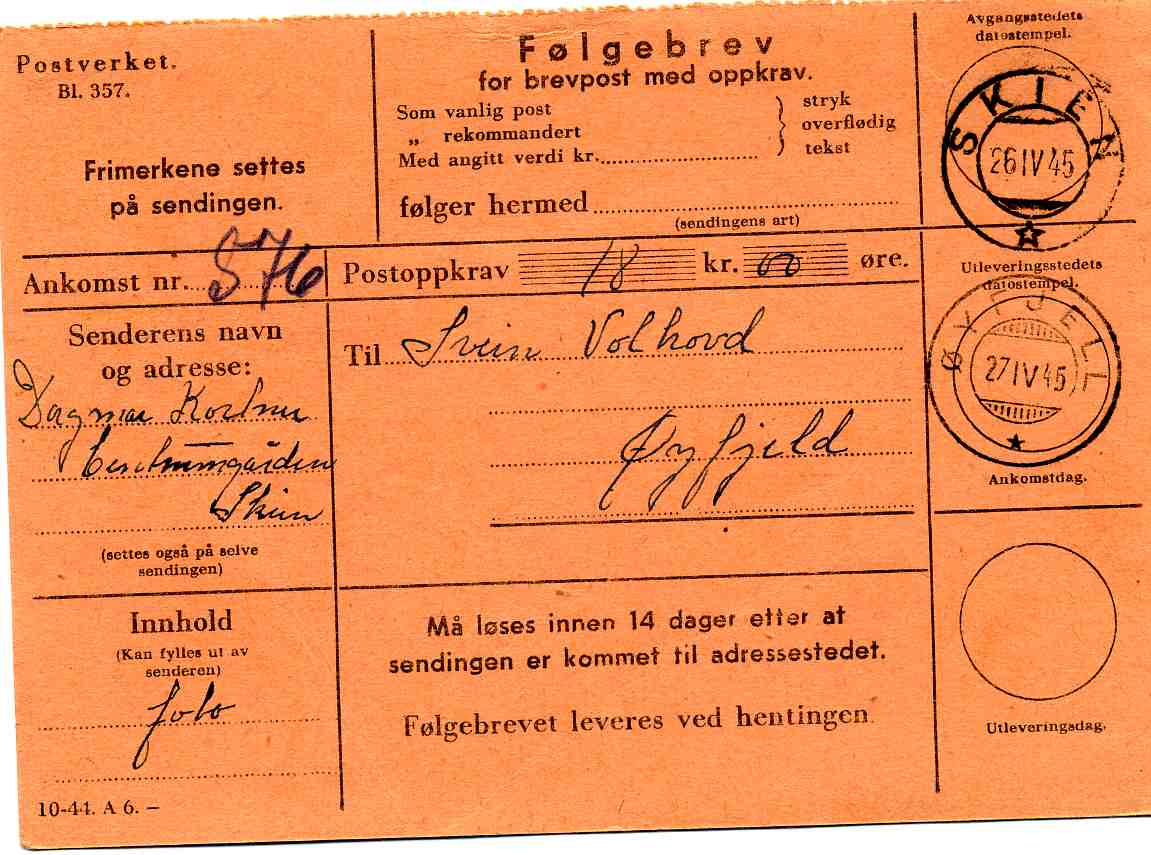 Postverket.
Bl. 357.
Frimerkene settes
på sendingen.
Følgebrev
for brevpost med oppkrav.
Som vanlig post
„ rekommandert
Med angitt verdi kr.
stryk
overflødig
tekst
følger hermed
(sendingens art)
Avgangsstedets
datostempel.
SKIEN
26 IV 45
Ankomst nr. 576
Postoppkrav 18 kr. 00 øre.
Utleveringsstedets
datostempel.
ØYFJELL
27 IV 45
Ankomstdag.
Senderens navn
og adresse:
Dagmar Kortner
Centrumgården
Skien
(settes også på selve
sendingen)
Til Svein Volhovd
Øyfjeld
Innhold
(Kan fylles ut av
senderen)
foto
Må løses innen 14 dager etter at
sendingen er kommet til adressestedet.
Følgebrevet leveres ved hentingen.
Utleveringsdag.
10-44. A 6. —